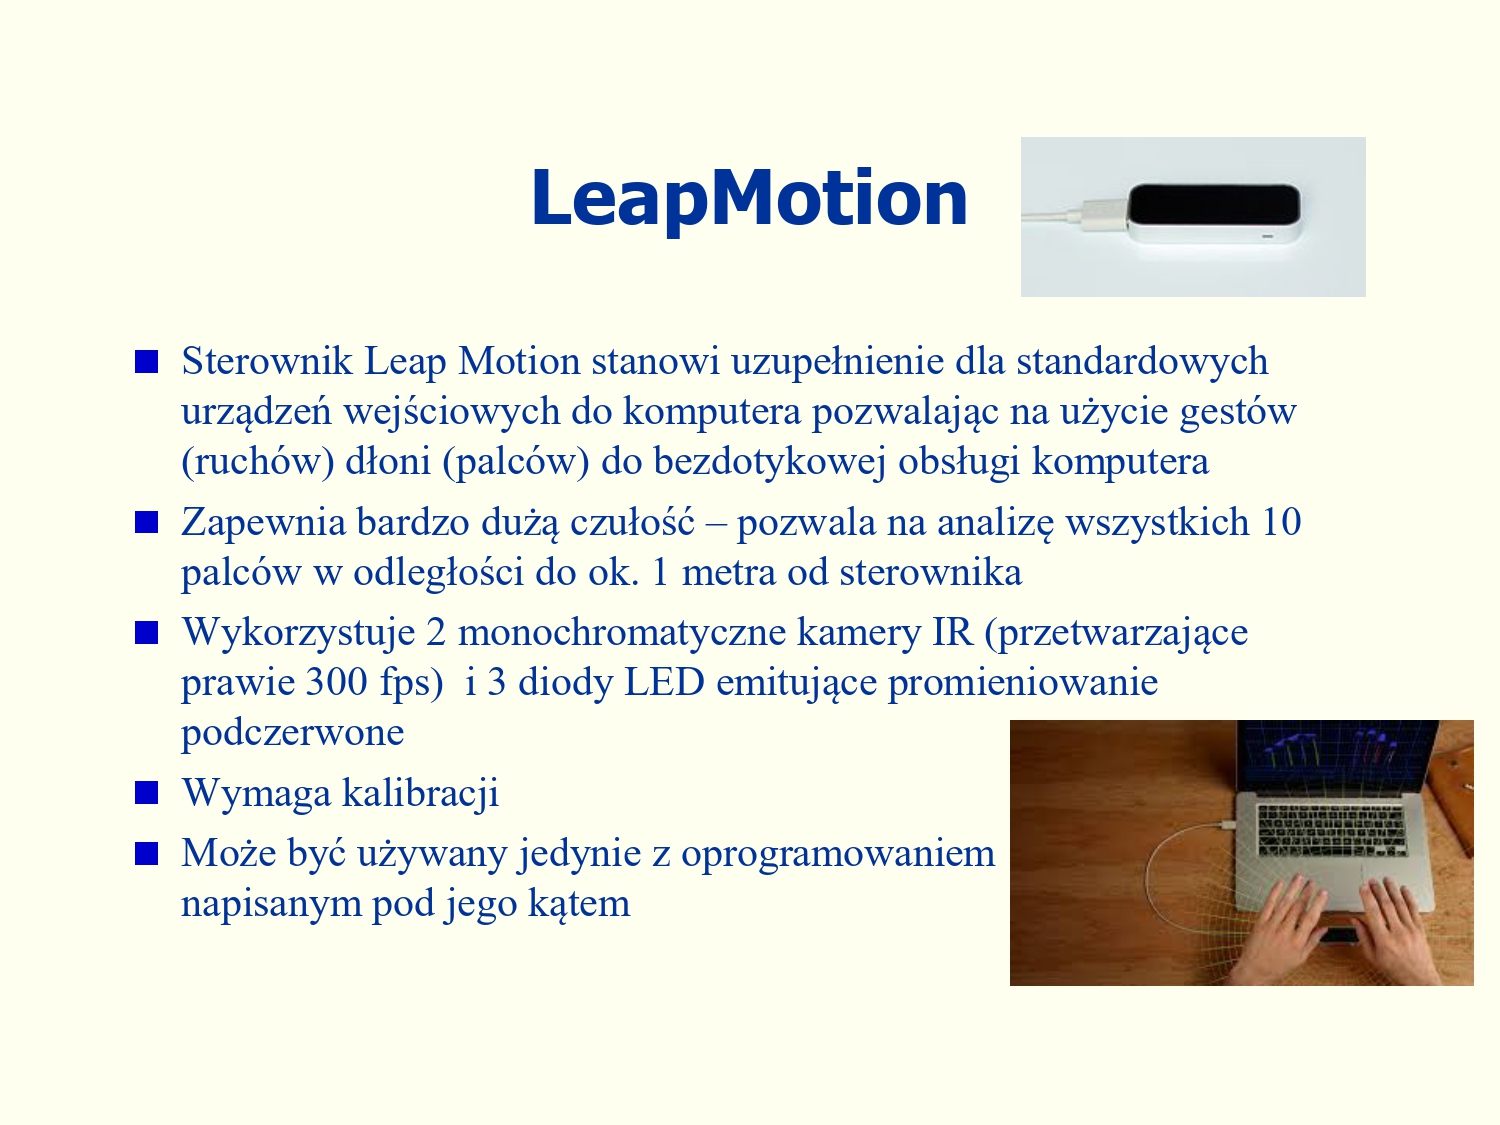 LeapMotion
Sterownik Leap Motion stanowi uzupełnienie dla standardowych
urządzeń wejściowych do komputera pozwalając na użycie gestów
(ruchów) dłoni (palców) do bezdotykowej obsługi komputera
Zapewnia bardzo dużą czułość – pozwala na analizę wszystkich 10
palców w odległości do ok. 1 metra od sterownika
Wykorzystuje 2 monochromatyczne kamery IR (przetwarzające
prawie 300 fps)  i 3 diody LED emitujące promieniowanie
podczerwone
Wymaga kalibracji
Może być używany jedynie z oprogramowaniem
napisanym pod jego kątem